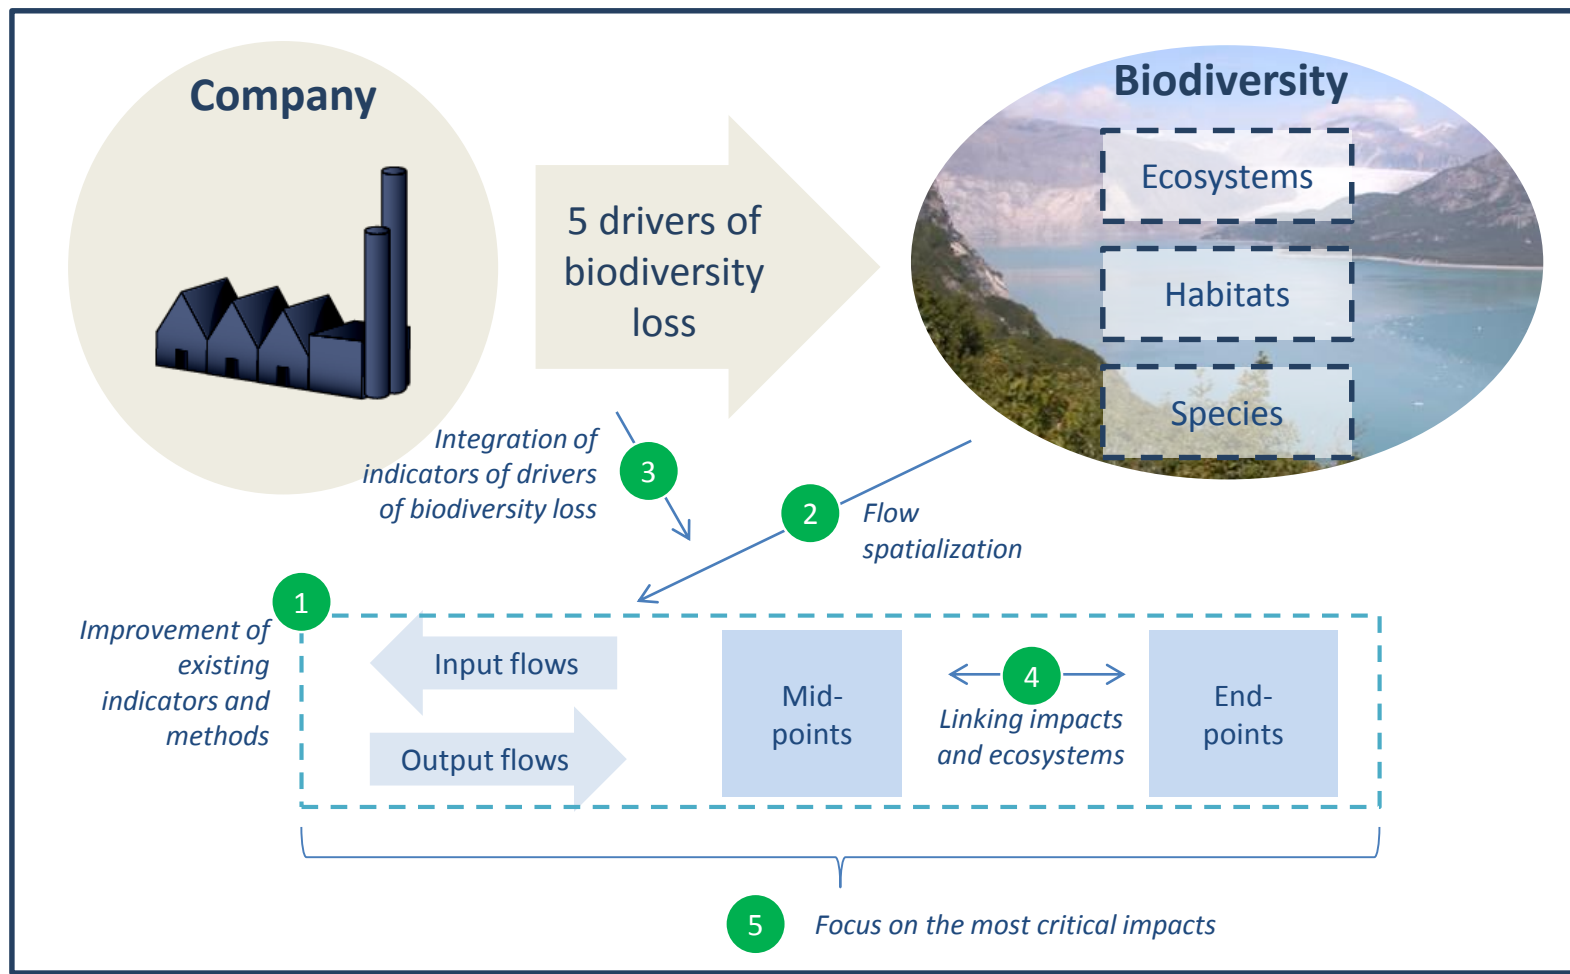 Company
Biodiversity
5 drivers of
biodiversity
loss
Ecosystems
Habitats
Species
Integration of
indicators of drivers
of biodiversity loss
3
2
Flow
spatialization
1
Improvement of
existing
indicators and
methods
Input flows
Output flows
Mid-
points
4
Linking impacts
and ecosystems
End-
points
5
Focus on the most critical impacts